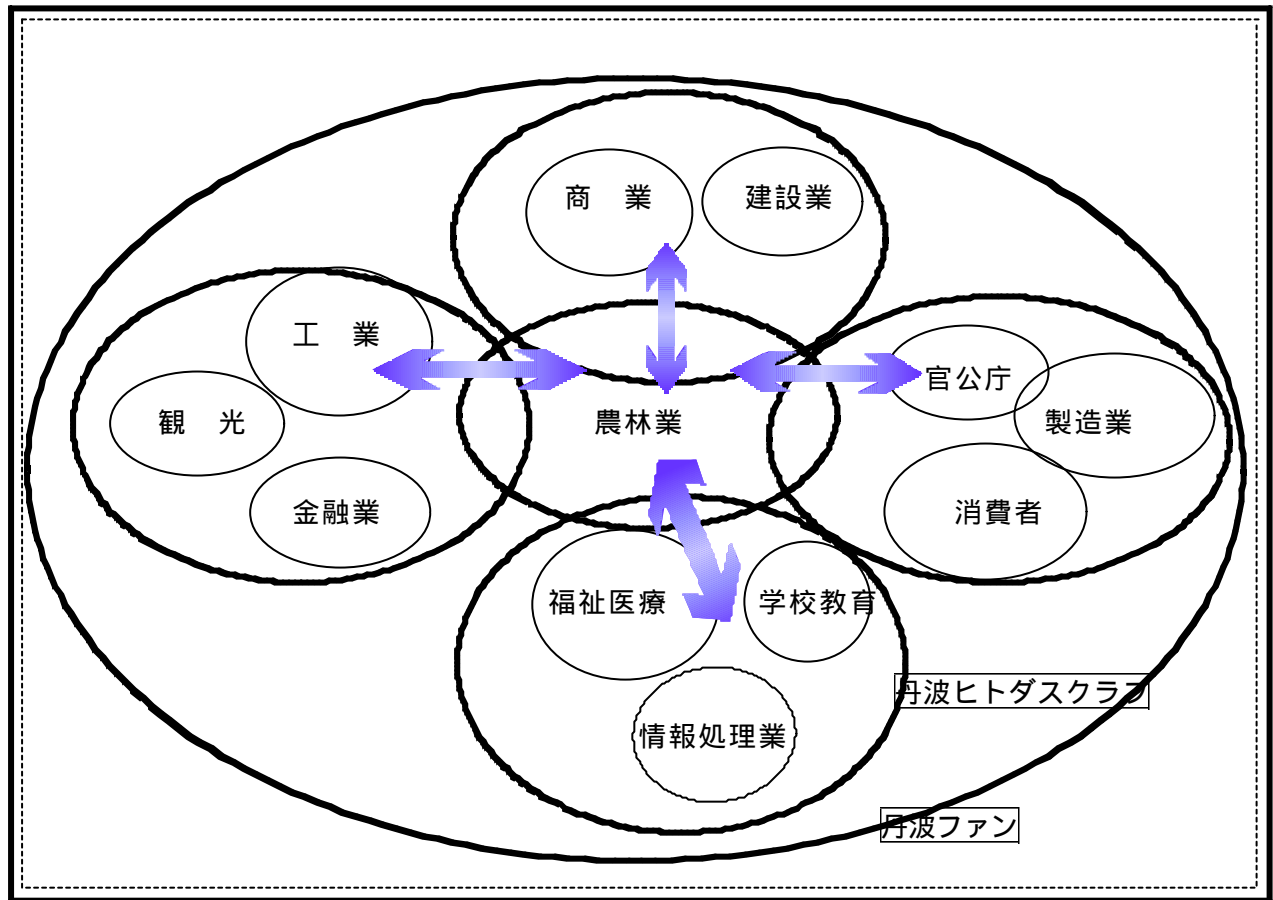 商　業
建設業
工　業
官公庁
観　光
農林業
製造業
金融業
消費者
福祉医療
学校教育
丹波ヒトダスクラブ
情報処理業
丹波ファン